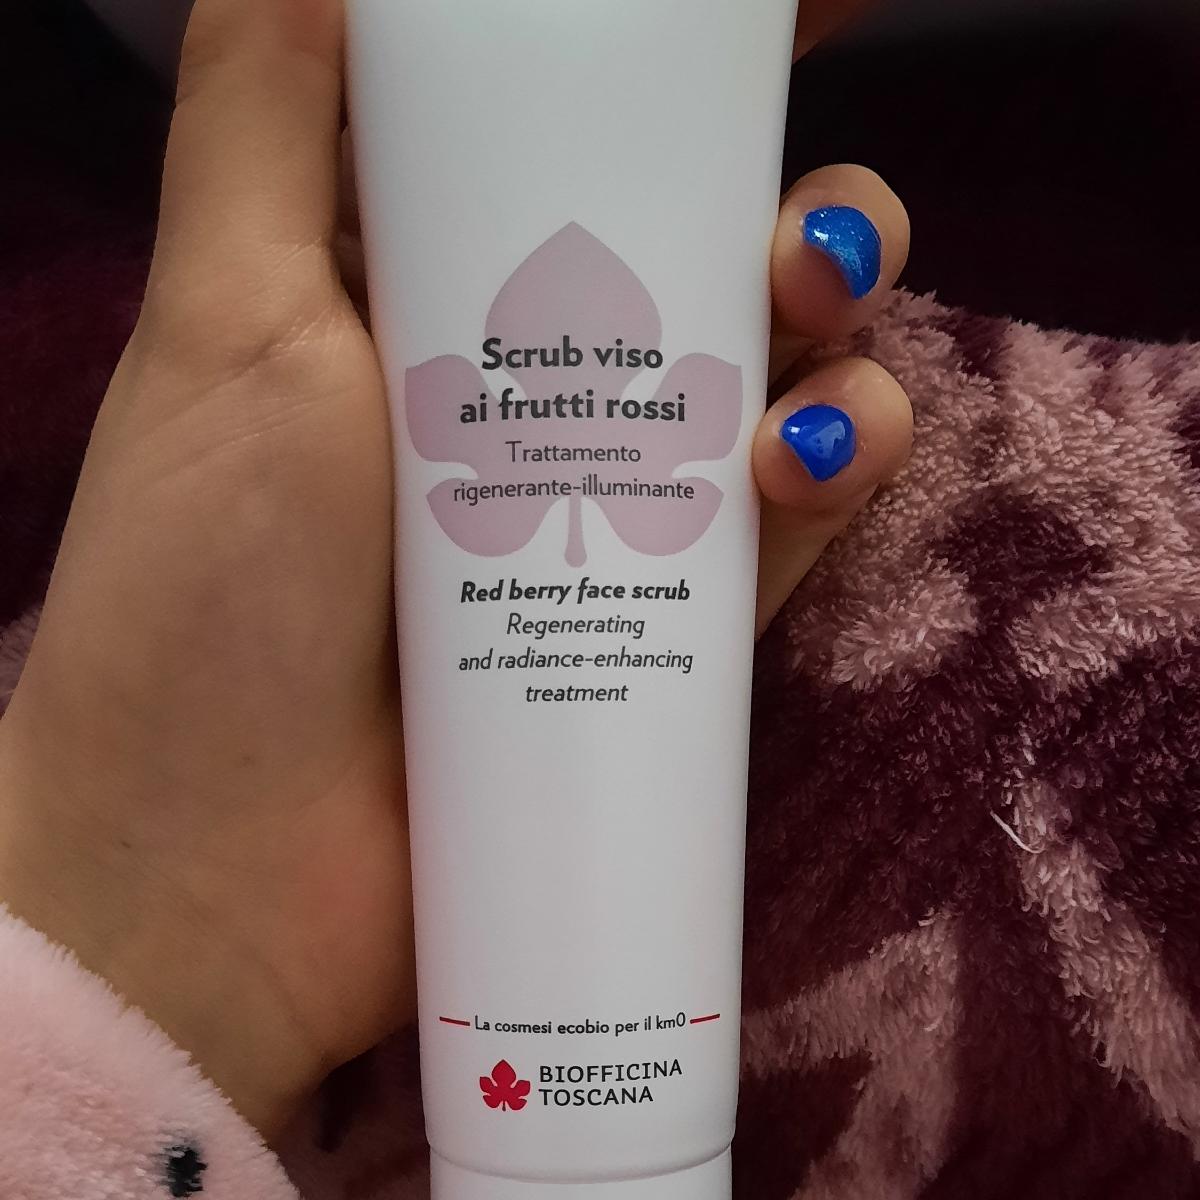 Scrub viso
ai frutti rossi
Trattamento
rigenerante-illuminante
Red berry face scrub
Regenerating
and radiance-enhancing
treatment
La cosmesi ecobio per il km0
BIOFFICINA
TOSCANA